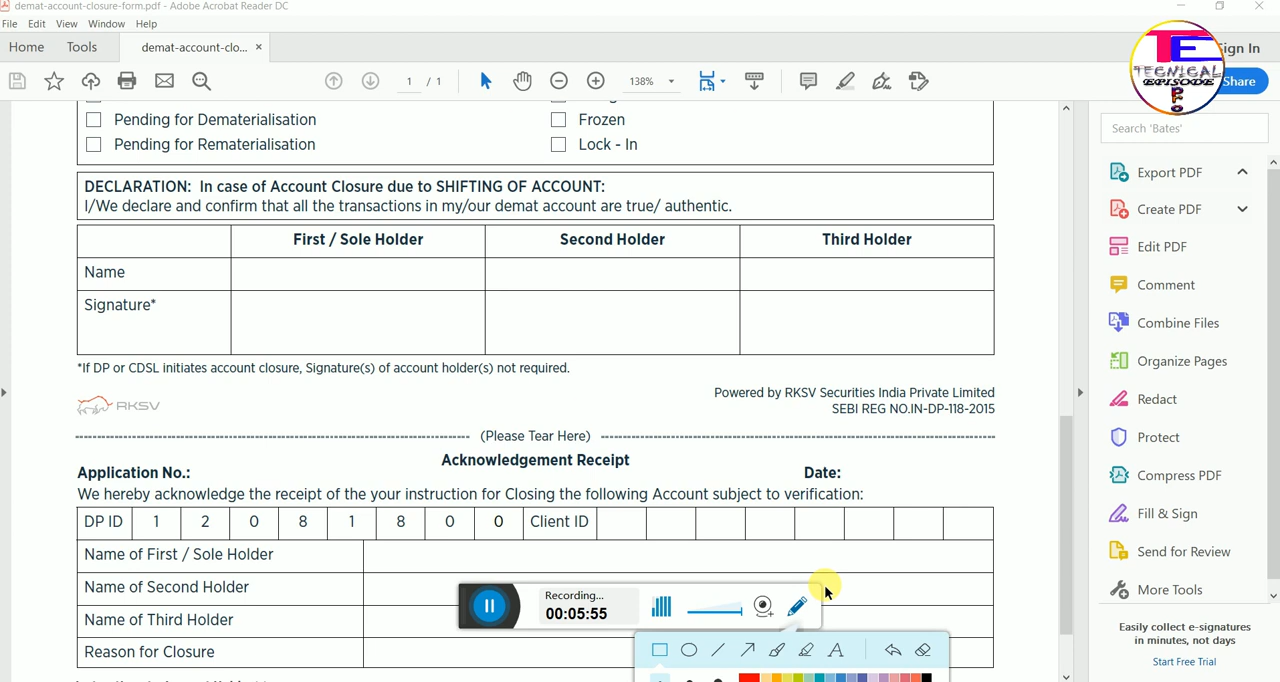 demat-account-closure-form.pdf - Adobe Acrobat Reader DC
File Edit View Window Help
Home Tools demat-account-clo... × Sign In
1 / 1 138% Share
TECNICAL EPISODE PRO
Search 'Bates'
Pending for Dematerialisation Frozen
Pending for Rematerialisation Lock - In
DECLARATION: In case of Account Closure due to SHIFTING OF ACCOUNT:
I/We declare and confirm that all the transactions in my/our demat account are true/ authentic.
First / Sole Holder Second Holder Third Holder
Name
Signature*
*If DP or CDSL initiates account closure, Signature(s) of account holder(s) not required.
RKSV
Powered by RKSV Securities India Private Limited
SEBI REG NO.IN-DP-118-2015
(Please Tear Here)
Acknowledgement Receipt
Application No.: Date:
We hereby acknowledge the receipt of the your instruction for Closing the following Account subject to verification:
DP ID 1 2 0 8 1 8 0 0 Client ID
Name of First / Sole Holder
Name of Second Holder
Name of Third Holder
Reason for Closure
Recording...
00:05:55
Export PDF
Create PDF
Edit PDF
Comment
Combine Files
Organize Pages
Redact
Protect
Compress PDF
Fill & Sign
Send for Review
More Tools
Easily collect e-signatures
in minutes, not days
Start Free Trial